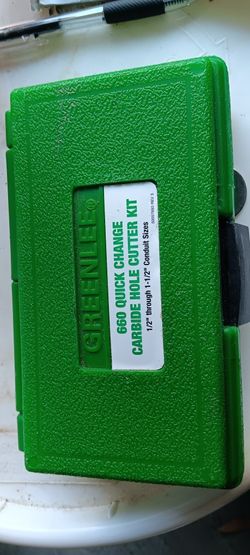 GREENLEE®
660 QUICK CHANGE
CARBIDE HOLE CUTTER KIT
1/2" through 1-1/2" Conduit Sizes